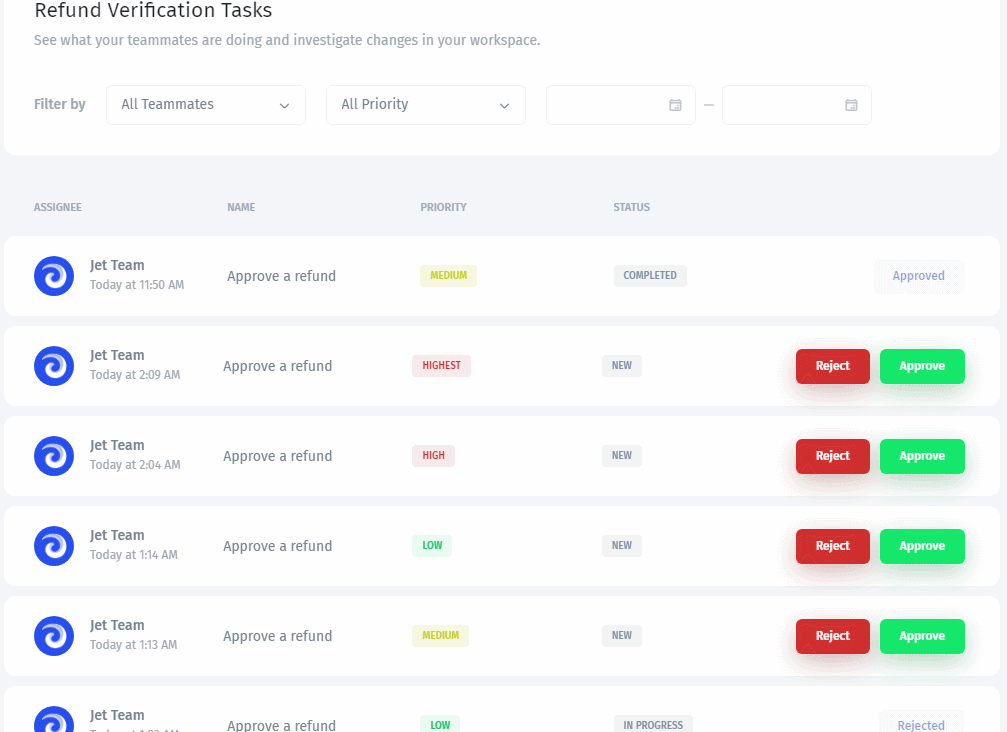 Refund Verification Tasks
See what your teammates are doing and investigate changes in your workspace.
Filter by All Teammates All Priority
ASSIGNEE NAME PRIORITY STATUS
Jet Team
Today at 11:50 AM
Approve a refund MEDIUM COMPLETED Approved
Jet Team
Today at 2:09 AM
Approve a refund HIGHEST NEW Reject Approve
Jet Team
Today at 2:04 AM
Approve a refund HIGH NEW Reject Approve
Jet Team
Today at 1:14 AM
Approve a refund LOW NEW Reject Approve
Jet Team
Today at 1:13 AM
Approve a refund MEDIUM NEW Reject Approve
Jet Team
Approve a refund LOW IN PROGRESS Rejected